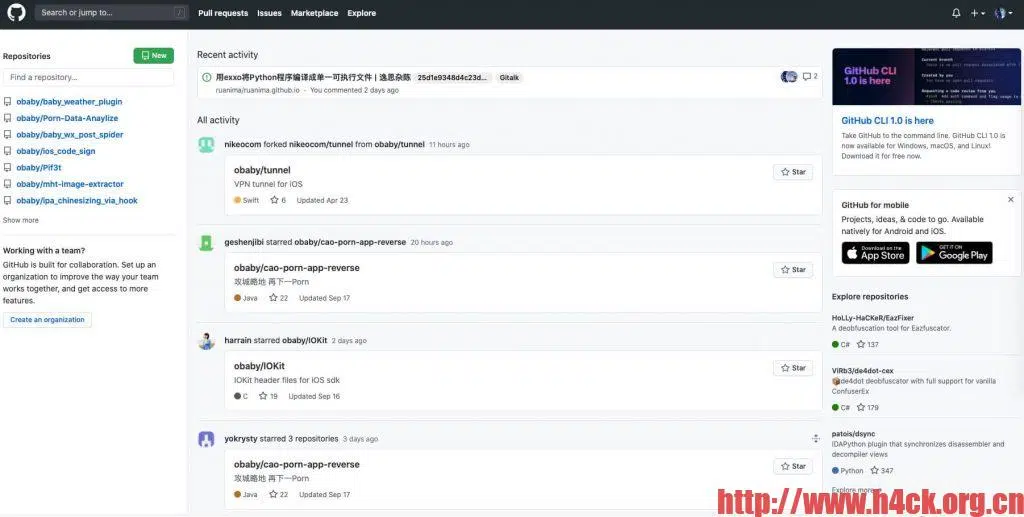 Search or jump to... /
Pull requests Issues Marketplace Explore
Repositories
New
Find a repository...
obaby/baby_weather_plugin
obaby/Porn-Data-Anaylize
obaby/baby_wx_post_spider
obaby/ios_code_sign
obaby/Pif3t
obaby/mht-image-extractor
obaby/ipa_chinesizing_via_hook
Show more
Working with a team?
GitHub is built for collaboration. Set up an
organization to improve the way your team
works together, and get access to more
features.
Create an organization
Recent activity
用exxo将Python程序编译成单一可执行文件 | 逸思杂陈 25d1e9348d4c23d... Gitalk
2
ruanima/ruanima.github.io · You commented 2 days ago
All activity
nikeocom forked nikeocom/tunnel from obaby/tunnel 11 hours ago
obaby/tunnel
Star
VPN tunnel for iOS
Swift 6 Updated Apr 23
geshenjibi starred obaby/cao-porn-app-reverse 20 hours ago
obaby/cao-porn-app-reverse
Star
攻城略地 再下一Porn
Java 22 Updated Sep 17
harrain starred obaby/IOKit 2 days ago
obaby/IOKit
Star
IOKit header files for iOS sdk
C 19 Updated Sep 16
yokrysty starred 3 repositories 3 days ago
obaby/cao-porn-app-reverse
Star
攻城略地 再下一Porn
Java 22 Updated Sep 17
GitHub CLI
1.0 is here
GitHub CLI 1.0 is here
Take GitHub to the command line. GitHub CLI 1.0 is
now available for Windows, macOS, and Linux!
Download it for free now.
GitHub for mobile
Projects, ideas, & code to go. Available
natively for Android and iOS.
Download on the
App Store
GET IT ON
Google Play
Explore repositories
HoLLy-HaCKeR/EazFixer
A deobfuscation tool for Eazfuscator.
C# 137
ViRb3/de4dot-cex
de4dot deobfuscator with full support for vanilla
ConfuserEx
C# 179
patois/dsync
IDAPython plugin that synchronizes disassembler and
decompiler views
Python 347
Explore more
http://www.h4ck.org.cn